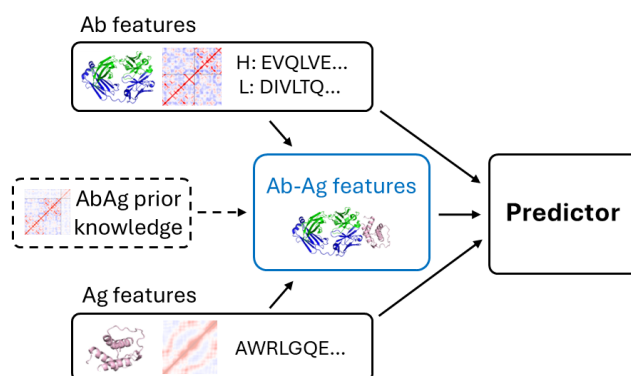 Ab features
H: EVQLVE...
L: DIVLTQ...
AbAg prior
knowledge
Ab-Ag features
Predictor
Ag features
AWRLGQE...